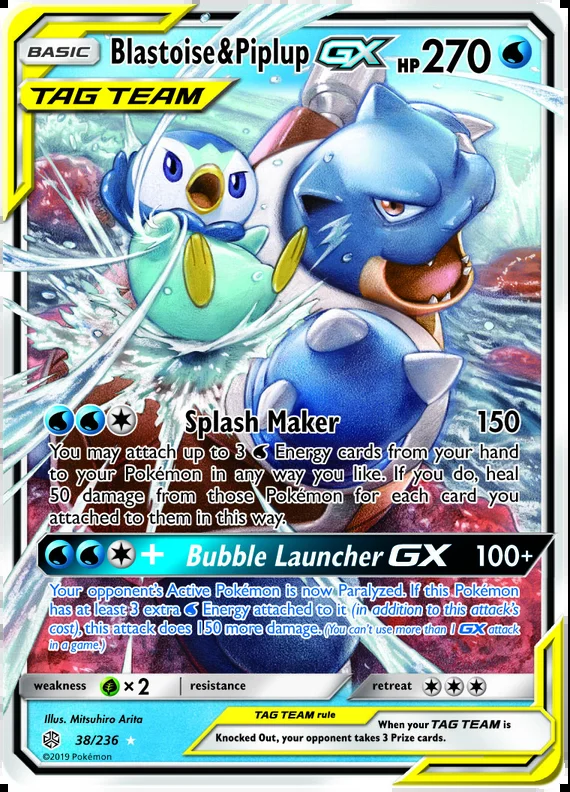 BASIC
Blastoise&Piplup GX HP 270
TAG TEAM
Splash Maker 150
You may attach up to 3 Energy cards from your hand
to your Pokémon in any way you like. If you do, heal
50 damage from those Pokémon for each card you
attached to them in this way.
+ Bubble Launcher GX 100+
Your opponent's Active Pokémon is now Paralyzed. If this Pokémon
has at least 3 extra Energy attached to it (in addition to this attack's
cost), this attack does 150 more damage. (You can't use more than 1 GX attack
in a game.)
weakness ×2 resistance retreat
Illus. Mitsuhiro Arita
38/236
©2019 Pokémon
TAG TEAM rule
When your TAG TEAM is
Knocked Out, your opponent takes 3 Prize cards.